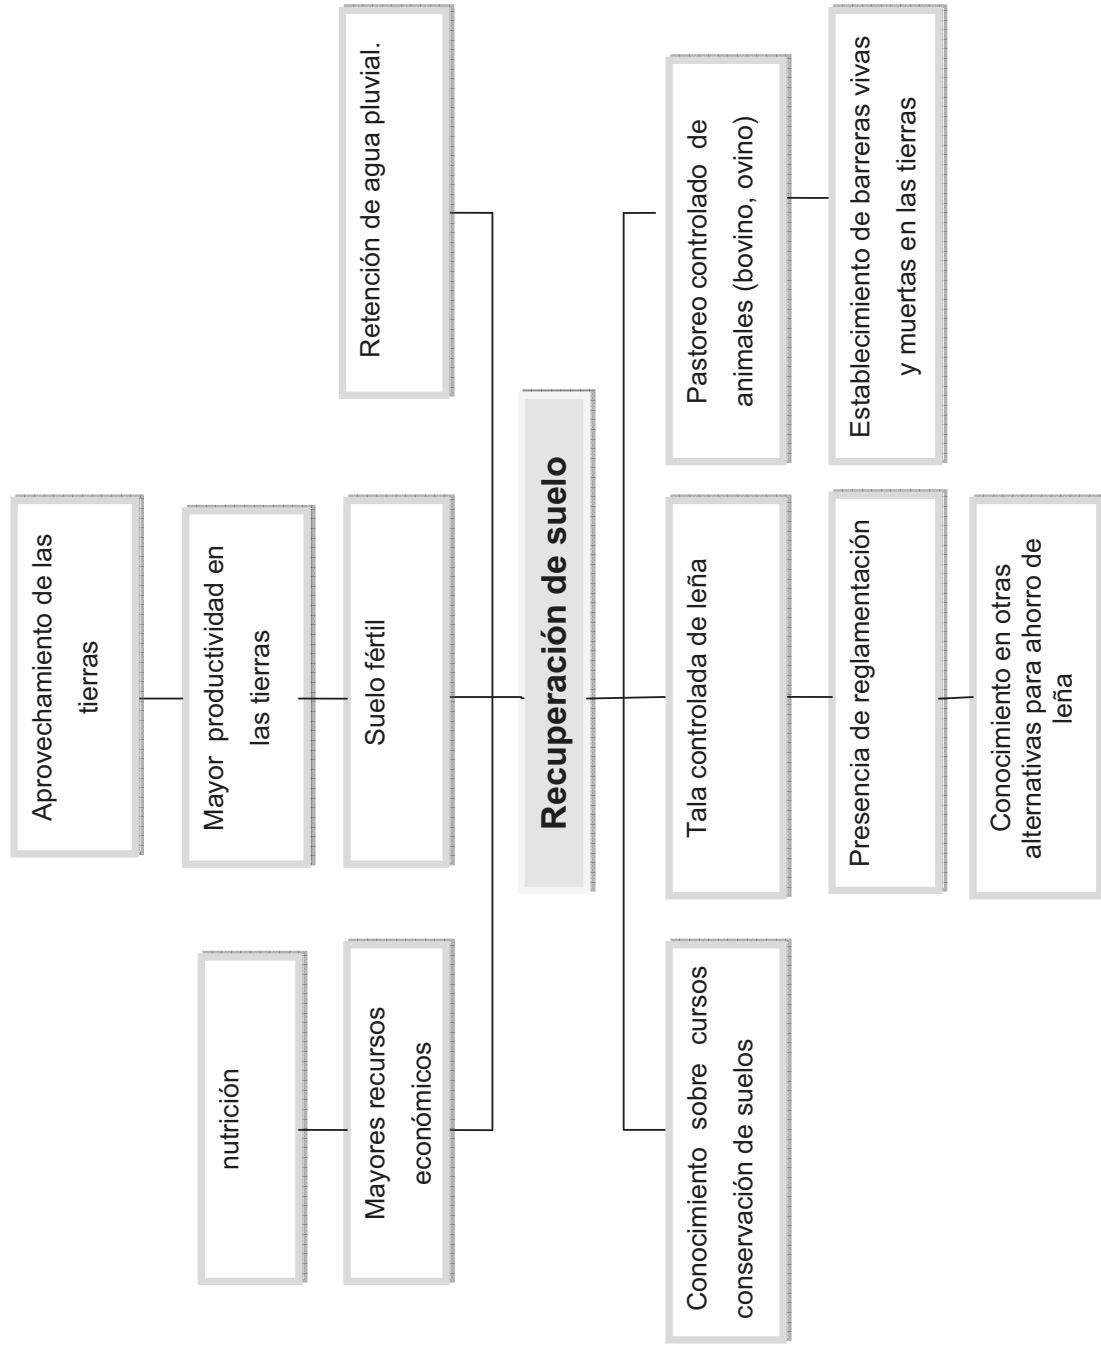 Aprovechamiento de las
tierras
nutrición
Mayor productividad en
las tierras
Mayores recursos
económicos
Suelo fértil
Retención de agua pluvial.
Recuperación de suelo
Conocimiento sobre cursos
conservación de suelos
Tala controlada de leña
Pastoreo controlado de
animales (bovino, ovino)
Presencia de reglamentación
Establecimiento de barreras vivas
y muertas en las tierras
Conocimiento en otras
alternativas para ahorro de
leña